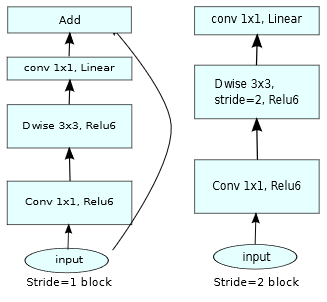 Add
conv 1x1, Linear
Dwise 3x3, Relu6
Conv 1x1, Relu6
input
Stride=1 block
conv 1x1, Linear
Dwise 3x3,
stride=2, Relu6
Conv 1x1, Relu6
input
Stride=2 block